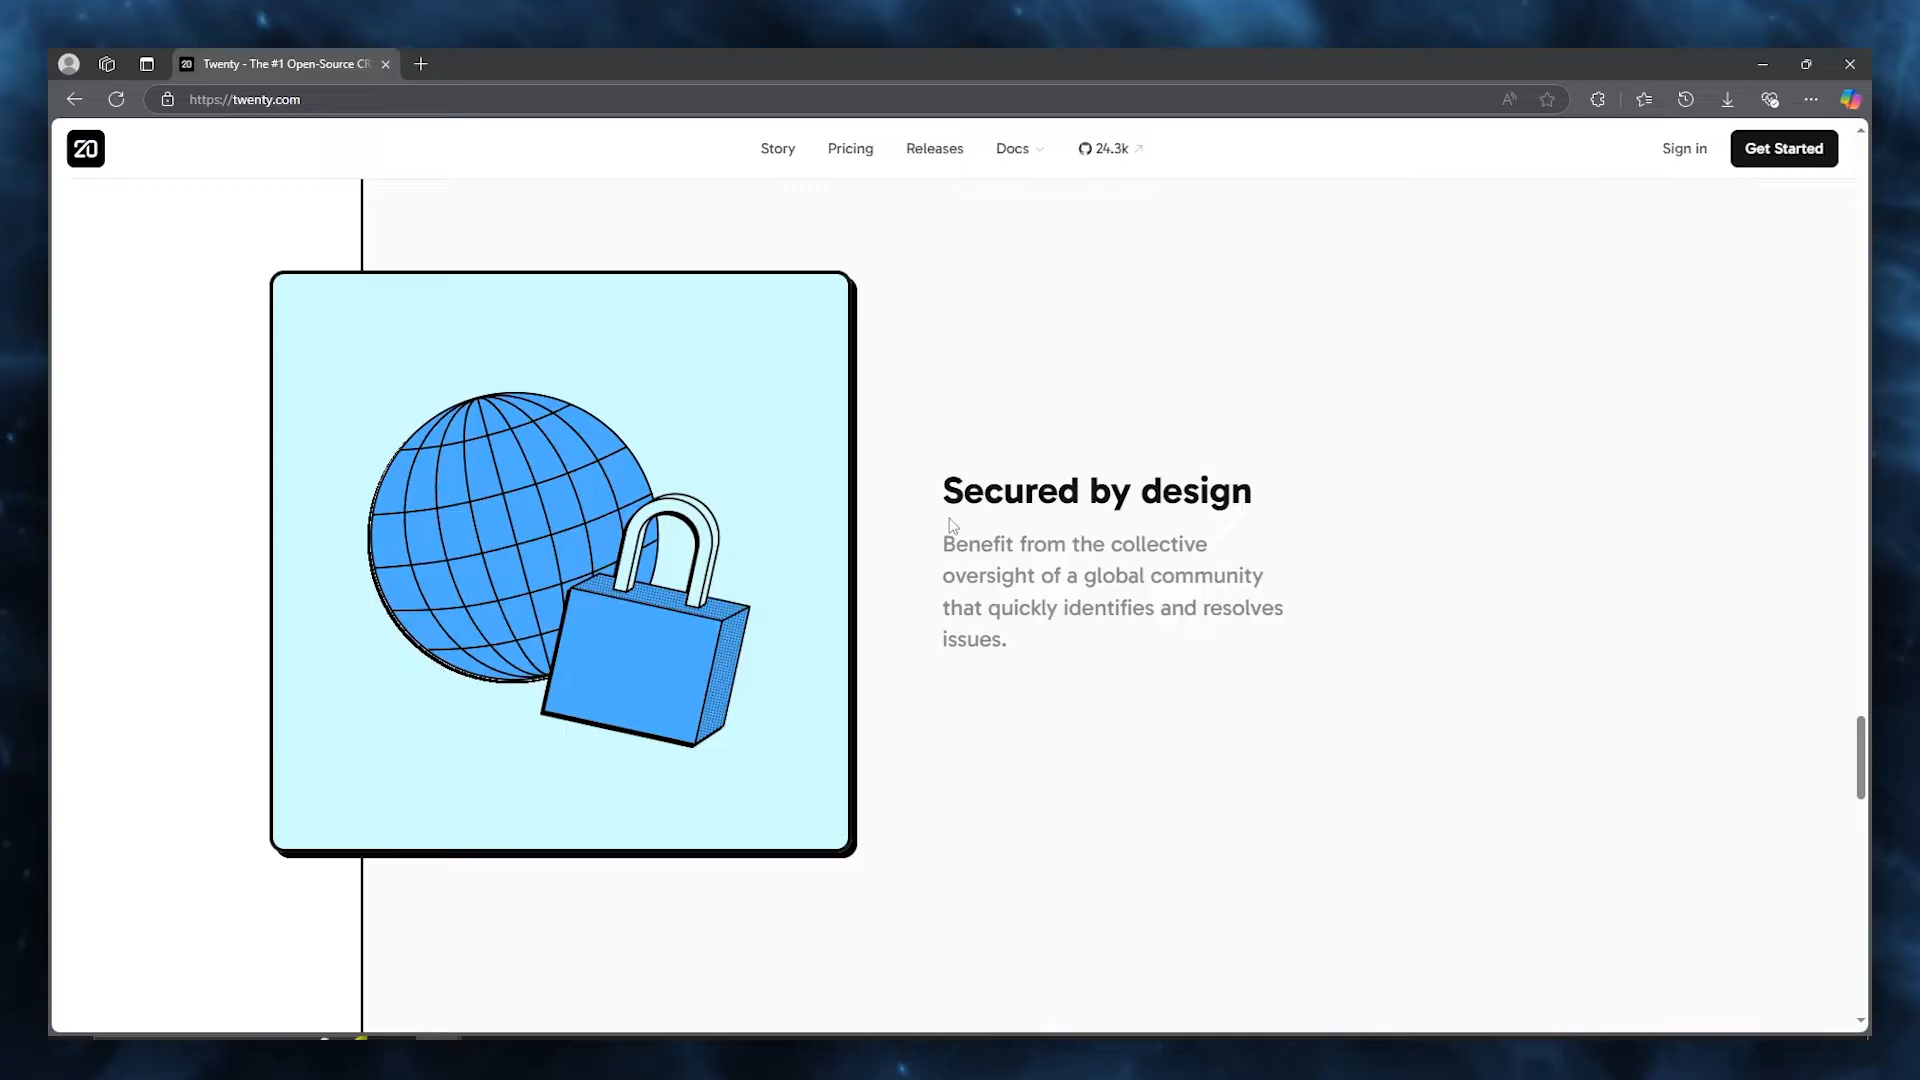 20 Twenty - The #1 Open-Source CR
https://twenty.com
20
Story
Pricing
Releases
Docs
24.3k
Sign in
Get Started
Secured by design
Benefit from the collective
oversight of a global community
that quickly identifies and resolves
issues.